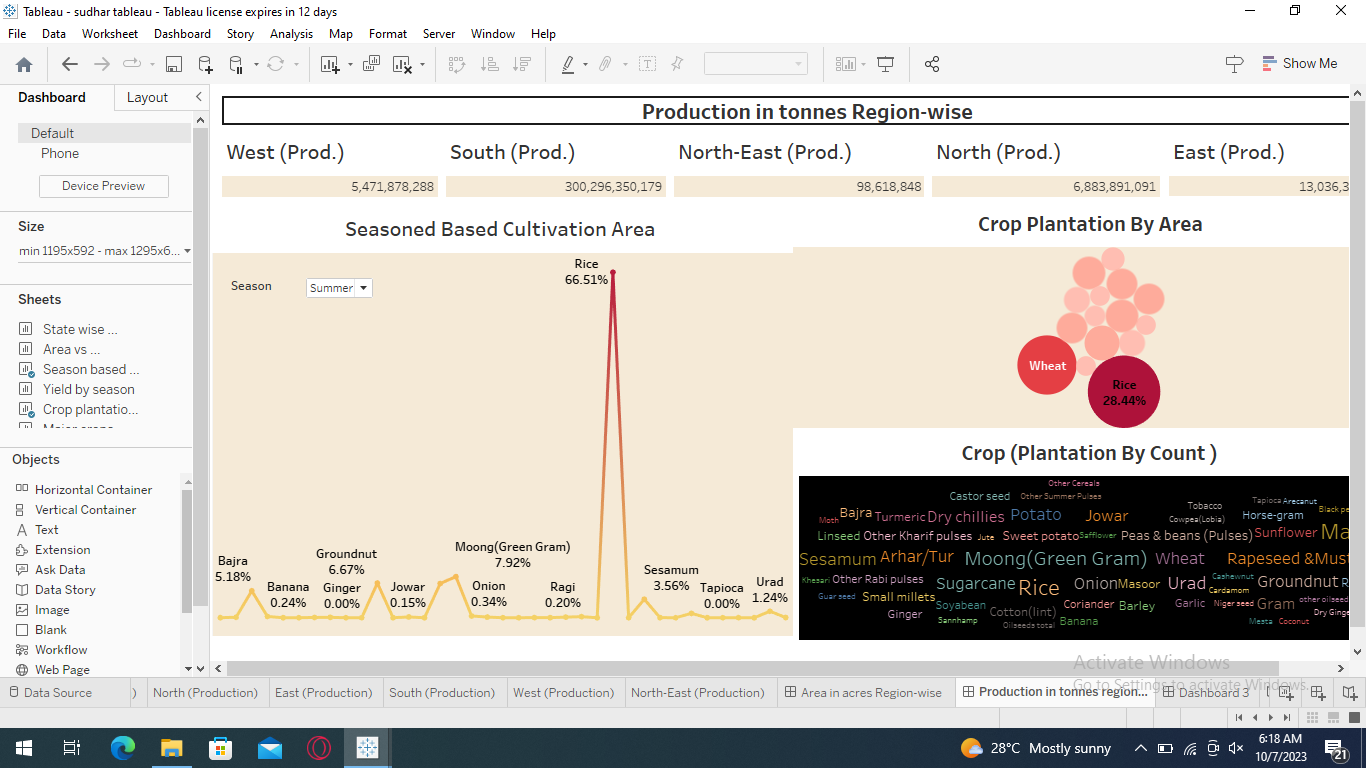 Tableau - sudhar tableau - Tableau license expires in 12 days
File Data Worksheet Dashboard Story Analysis Map Format Server Window Help
Show Me
Dashboard Layout
Default
Phone
Device Preview
Size
min 1195x592 - max 1295x6...
Sheets
State wise ...
Area vs ...
Season based ...
Yield by season
Crop plantatio...
Objects
Horizontal Container
Vertical Container
Text
Extension
Ask Data
Data Story
Image
Blank
Workflow
Web Page
Production in tonnes Region-wise
West (Prod.) South (Prod.) North-East (Prod.) North (Prod.) East (Prod.)
5,471,878,288 300,296,350,179 98,618,848 6,883,891,091 13,036,3
Seasoned Based Cultivation Area
Season Summer
Rice
66.51%
Bajra
5.18%
Banana
0.24%
Groundnut
6.67%
Ginger
0.00%
Jowar
0.15%
Moong(Green Gram)
7.92%
Onion
0.34%
Ragi
0.20%
Sesamum
3.56%
Tapioca
0.00%
Urad
1.24%
Crop Plantation By Area
Wheat
Rice
28.44%
Crop (Plantation By Count )
Other Cereals
Castor seed Other Summer Pulses
Tobacco Tapioca Arecanut
Moth Bajra Turmeric Dry chillies Potato Jowar Cowpea(Lobia) Horse-gram Black pe
Linseed Other Kharif pulses Jute Sweet potato Safflower Peas & beans (Pulses) Sunflower Ma
Sesamum Arhar/Tur Moong(Green Gram) Wheat Rapeseed &Must
Khesari Other Rabi pulses Sugarcane Rice Onion Masoor Urad Cashewnut Cardamom Groundnut R
Guar seed Small millets Soyabean Cotton(lint) Coriander Barley Garlic Niger seed Gram other oilseed
Ginger Sannhamp Oilseeds total Banana Mesta Coconut Dry Ginge
Activate Windows
Go to Settings to activate Windows.
Data Source ) North (Production) East (Production) South (Production) West (Production) North-East (Production) Area in acres Region-wise Production in tonnes region... Dashboard 3
28°C Mostly sunny
6:18 AM
10/7/2023
21